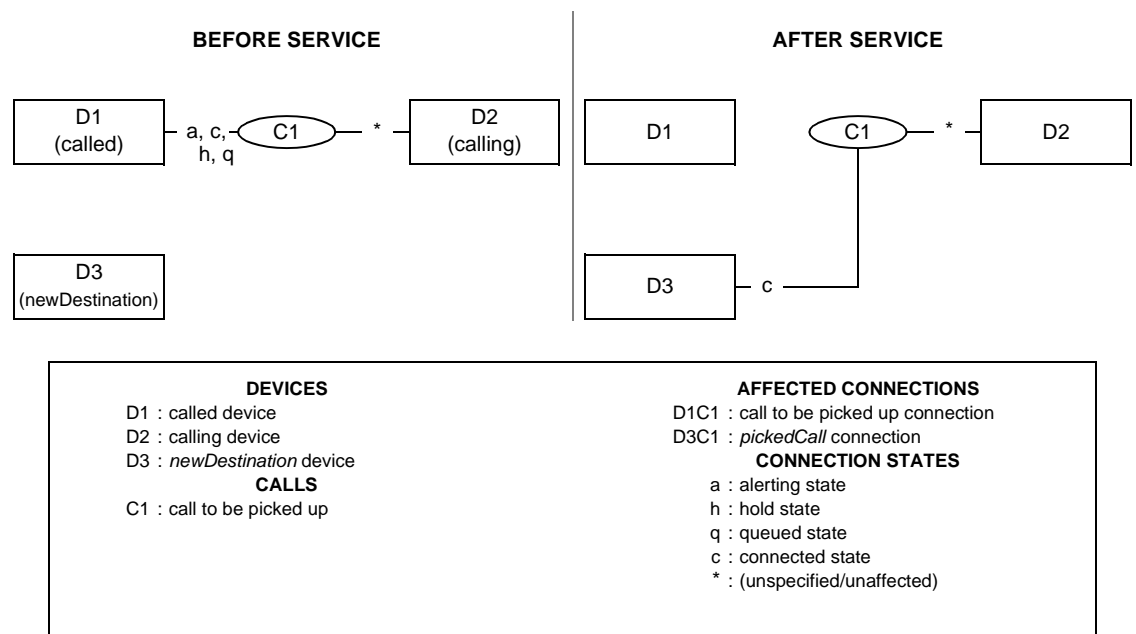 BEFORE SERVICE
AFTER SERVICE
D1
(called)
a, c,
h, q
C1
*
D2
(calling)
D3
(newDestination)
D1
C1
*
D2
D3
c
DEVICES
D1 : called device
D2 : calling device
D3 : newDestination device
CALLS
C1 : call to be picked up
AFFECTED CONNECTIONS
D1C1 : call to be picked up connection
D3C1 : pickedCall connection
CONNECTION STATES
a : alerting state
h : hold state
q : queued state
c : connected state
* : (unspecified/unaffected)